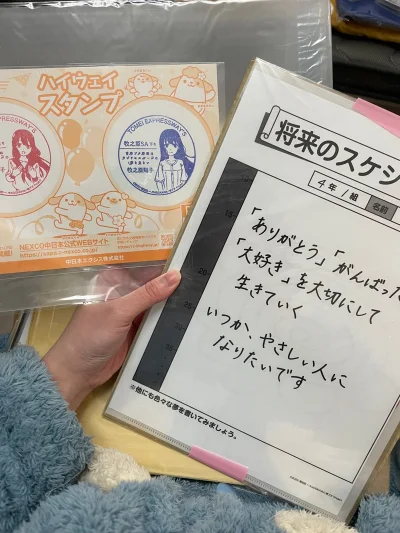 ハイウェイ
スタンプ
TOMEI EXPRESSWAY'S
牧之原SA下り
牧之原翔子
NEXCO中日本公式WEBサイト
中日本エクシス株式会社
将来のスケジ
4年1組
名前
「ありがとう」「がんばった
「大好き」を大切にして
生きていく
いつか、やさしい人に
なりたいです
※他にも色々な夢を書いてみましょう。